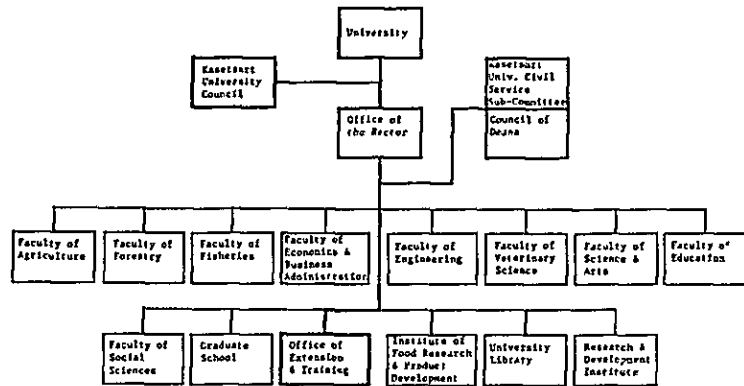 University
Kasetsart
University
Council
Kasetsart
Univ. Civil
Service
Sub-Committee
Council of
Deans
Office of
the Rector
Faculty of
Agriculture
Faculty of
Forestry
Faculty of
Fisheries
Faculty of
Economics &
Business
Administration
Faculty of
Engineering
Faculty of
Veterinary
Science
Faculty of
Science &
Arts
Faculty of
Education
Faculty of
Social
Sciences
Graduate
School
Office of
Extension
& Training
Institute of
Food Research
& Product
Development
University
Library
Research &
Development
Institute